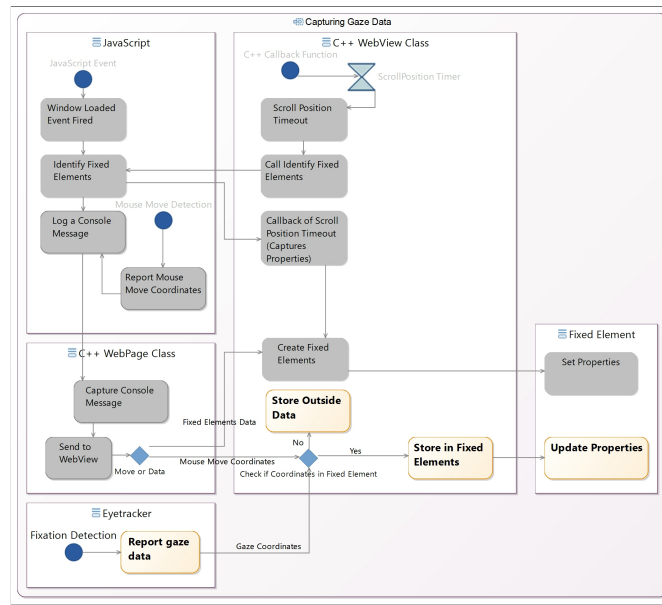 Capturing Gaze Data
JavaScript
JavaScript Event
Window Loaded
Event Fired
Identify Fixed
Elements
Mouse Move Detection
Log a Console
Message
Report Mouse
Move Coordinates
C++ WebView Class
C++ Callback Function
ScrollPosition Timer
Scroll Position
Timeout
Call Identify Fixed
Elements
Callback of Scroll
Position Timeout
(Captures
Properties)
Create Fixed
Elements
Fixed Element
Set Properties
C++ WebPage Class
Capture Console
Message
Send to
WebView
Move or Data
Fixed Elements Data
Mouse Move Coordinates
Store Outside
Data
No
Yes
Check if Coordinates in Fixed Element
Store in Fixed
Elements
Update Properties
Eyetracker
Fixation Detection
Report gaze
data
Gaze Coordinates